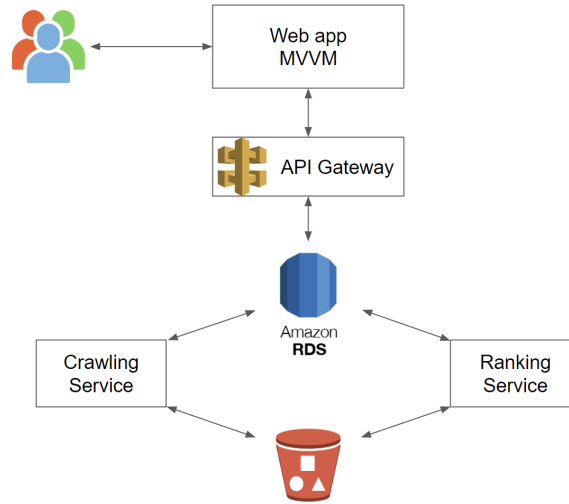 Web app
MVVM
API Gateway
Amazon
RDS
Crawling
Service
Ranking
Service